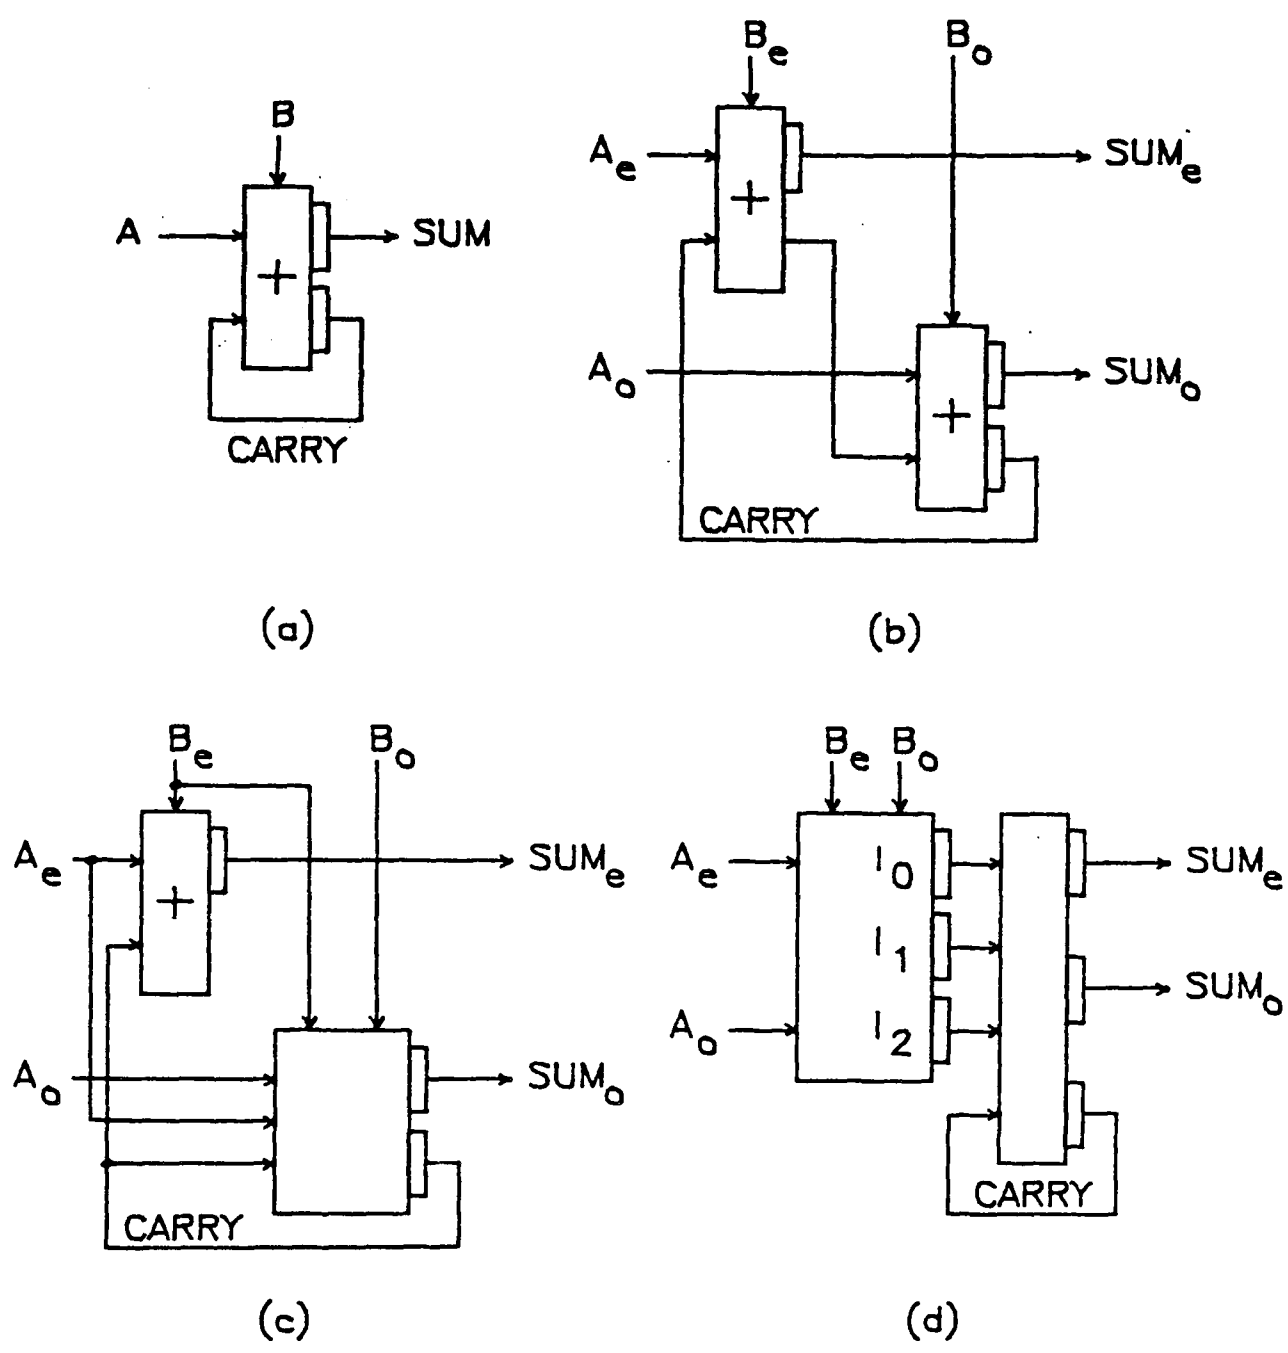 B
A
+
SUM
CARRY
(a)
Be
Bo
Ae
+
SUMe
Ao
+
SUMo
CARRY
(b)
Be
Bo
Ae
+
SUMe
Ao
SUMo
CARRY
(c)
Be
Bo
Ae
I0
SUMe
I1
SUMo
Ao
I2
CARRY
(d)